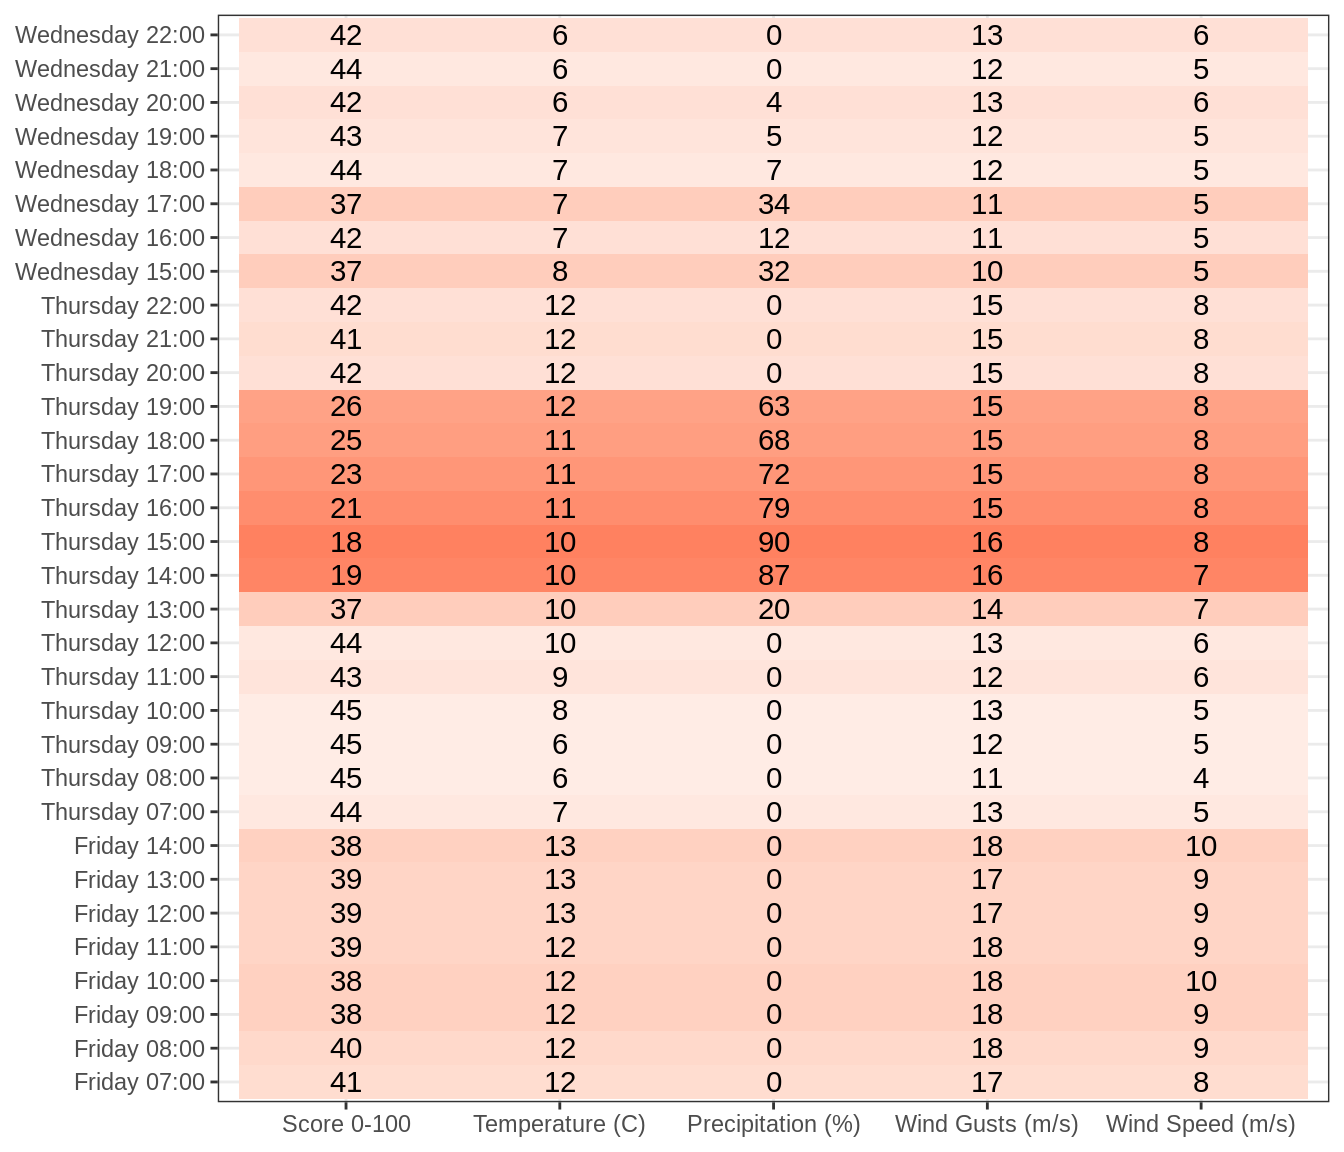 Wednesday 22:00 42 6 0 13 6
Wednesday 21:00 44 6 0 12 5
Wednesday 20:00 42 6 4 13 6
Wednesday 19:00 43 7 5 12 5
Wednesday 18:00 44 7 7 12 5
Wednesday 17:00 37 7 34 11 5
Wednesday 16:00 42 7 12 11 5
Wednesday 15:00 37 8 32 10 5
Thursday 22:00 42 12 0 15 8
Thursday 21:00 41 12 0 15 8
Thursday 20:00 42 12 0 15 8
Thursday 19:00 26 12 63 15 8
Thursday 18:00 25 11 68 15 8
Thursday 17:00 23 11 72 15 8
Thursday 16:00 21 11 79 15 8
Thursday 15:00 18 10 90 16 8
Thursday 14:00 19 10 87 16 7
Thursday 13:00 37 10 20 14 7
Thursday 12:00 44 10 0 13 6
Thursday 11:00 43 9 0 12 6
Thursday 10:00 45 8 0 13 5
Thursday 09:00 45 6 0 12 5
Thursday 08:00 45 6 0 11 4
Thursday 07:00 44 7 0 13 5
Friday 14:00 38 13 0 18 10
Friday 13:00 39 13 0 17 9
Friday 12:00 39 13 0 17 9
Friday 11:00 39 12 0 18 9
Friday 10:00 38 12 0 18 10
Friday 09:00 38 12 0 18 9
Friday 08:00 40 12 0 18 9
Friday 07:00 41 12 0 17 8
Score 0-100 Temperature (C) Precipitation (%) Wind Gusts (m/s) Wind Speed (m/s)